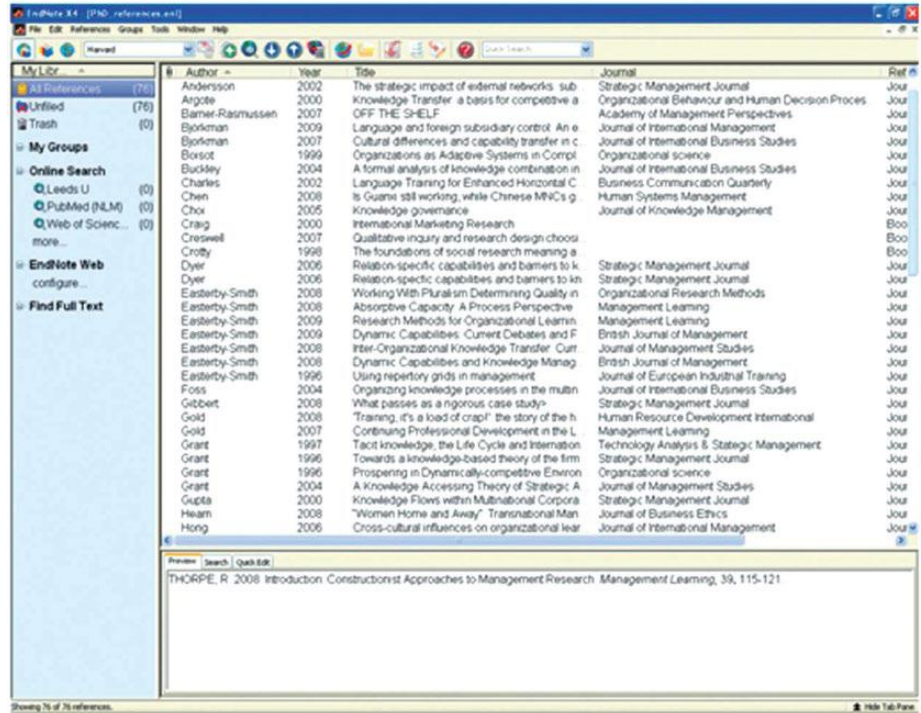 EndNote X4 - [PhD_references.enl]
File Edit References Groups Tools Window Help
Harvard Quick Search
My Libr... Author Year Title Journal Ref
All References (76) Andersson 2002 The strategic impact of external networks sub... Strategic Management Journal Jour
Unfiled (76) Argote 2000 Knowledge Transfer a basis for competitive a... Organizational Behaviour and Human Decision Proces... Jour
Trash (0) Barner-Rasmussen 2007 OFF THE SHELF Academy of Management Perspectives Jour
Bjorkman 2009 Language and foreign subsidiary control An e... Journal of International Management Jour
My Groups Bjorkman 2007 Cultural differences and capability transfer in c... Journal of International Business Studies Jour
Boisot 1999 Organizations as Adaptive Systems in Compl... Organizational science Jour
Online Search Buckley 2004 A formal analysis of knowledge combination in... Journal of International Business Studies Jour
Leeds U (0) Charles 2002 Language Training for Enhanced Horizontal C... Business Communication Quarterly Jour
PubMed (NLM) (0) Chen 2008 Is Guanxi still working, while Chinese MNCs g... Human Systems Management Jour
Web of Scienc... (0) Choi 2005 Knowledge governance Journal of Knowledge Management Jour
more... Craig 2000 International Marketing Research Boo
Creswell 2007 Qualitative inquiry and research design choosi... Boo
EndNote Web Crotty 1998 The foundations of social research meaning a... Boo
configure... Dyer 2006 Relation-specific capabilities and barriers to k... Strategic Management Journal Jour
Dyer 2006 Relation-specfic capabilities and barriers to kn... Strategic Management Journal Jour
Find Full Text Easterby-Smith 2008 Working With Pluralism Determining Quality in... Organizational Research Methods Jour
Easterby-Smith 2008 Absorptive Capacity A Process Perspective Management Learning Jour
Easterby-Smith 2009 Research Methods for Organizational Learnin... Management Learning Jour
Easterby-Smith 2009 Dynamic Capabilities Current Debates and F... British Journal of Management Jour
Easterby-Smith 2008 Inter-Organizational Knowledge Transfer Curr... Journal of Management Studies Jour
Easterby-Smith 2008 Dynamic Capabilities and Knowledge Manag... British Journal of Management Jour
Easterby-Smith 1996 Using repertory grids in management Journal of European Industrial Training Jour
Foss 2004 Organizing knowledge processes in the multin... Journal of International Business Studies Jour
Gibbert 2008 What passes as a rigorous case study> Strategic Management Journal Jour
Gold 2008 "Training, it's a load of crap!" the story of the h... Human Resource Development International Jour
Gold 2007 Continuing Professional Development in the L... Management Learning Jour
Grant 1997 Tacit knowledge, the Life Cycle and Internation... Technology Analysis & Stategic Management Jour
Grant 1996 Towards a knowledge-based theory of the firm Strategic Management Journal Jour
Grant 1996 Prospering in Dynamically-competitive Environ... Organizational science Jour
Grant 2004 A Knowledge Accessing Theory of Strategic A... Journal of Management Studies Jour
Gupta 2000 Knowledge Flows within Multinational Corpora... Strategic Management Journal Jour
Hearn 2008 "Women Home and Away" Transnational Man... Journal of Business Ethics Jour
Hong 2006 Cross-cultural influences on organizational lear... Journal of International Management Jour
Preview Search Quick Edit
THORPE, R. 2008. Introduction: Constructionist Approaches to Management Research. Management Learning, 39, 115-121.
Showing 76 of 76 references. Hide Tab Pane